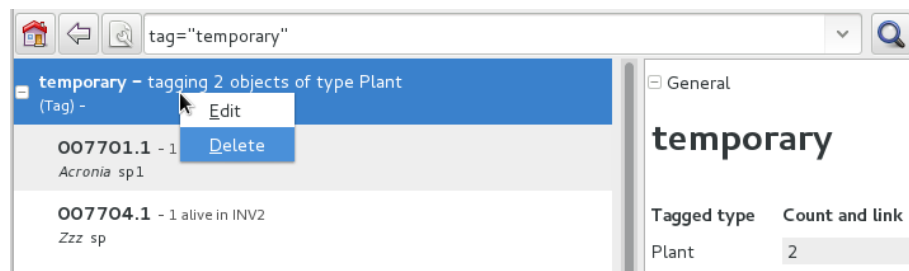 tag="temporary"
temporary – tagging 2 objects of type Plant
(Tag) –
Edit
Delete
007701.1 - 1
Acronia sp1
007704.1 - 1 alive in INV2
Zzz sp
General
temporary
Tagged type Count and link
Plant 2